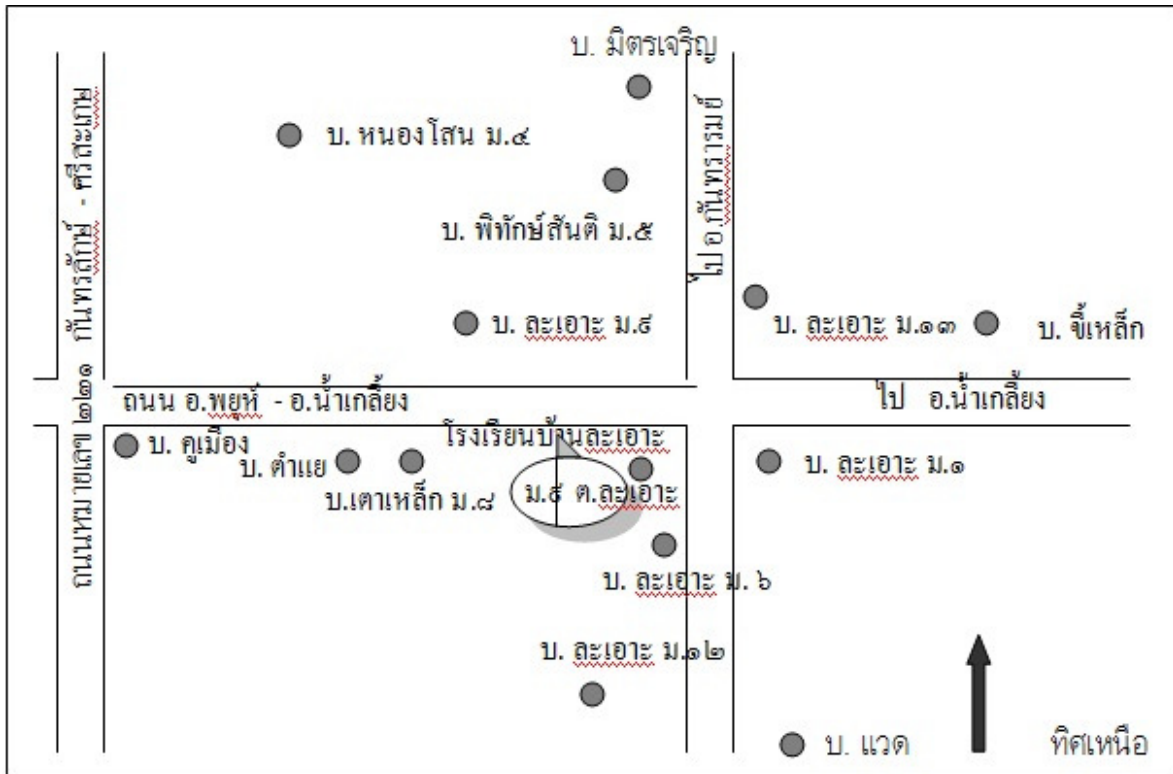 บ. มิตรเจริญ
บ. หนองโสน ม.๔
บ. พิทักษ์สันติ ม.๕
ถนนหมายเลข ๒๒๑ กันทรลักษ์ - ศรีสะเกษ
ไป อ.กันทรารมย์
บ. ละเอาะ ม.๙
บ. ละเอาะ ม.๑๓
บ. ขี้เหล็ก
ถนน อ.พยุห์ - อ.น้ำเกลี้ยง
ไป อ.น้ำเกลี้ยง
บ. คูเมือง
บ. ตำแย
บ.เตาเหล็ก ม.๘
โรงเรียนบ้านละเอาะ
ม.๙ ต.ละเอาะ
บ. ละเอาะ ม.๑
บ. ละเอาะ ม. ๖
บ. ละเอาะ ม.๑๒
บ. แวด
ทิศเหนือ